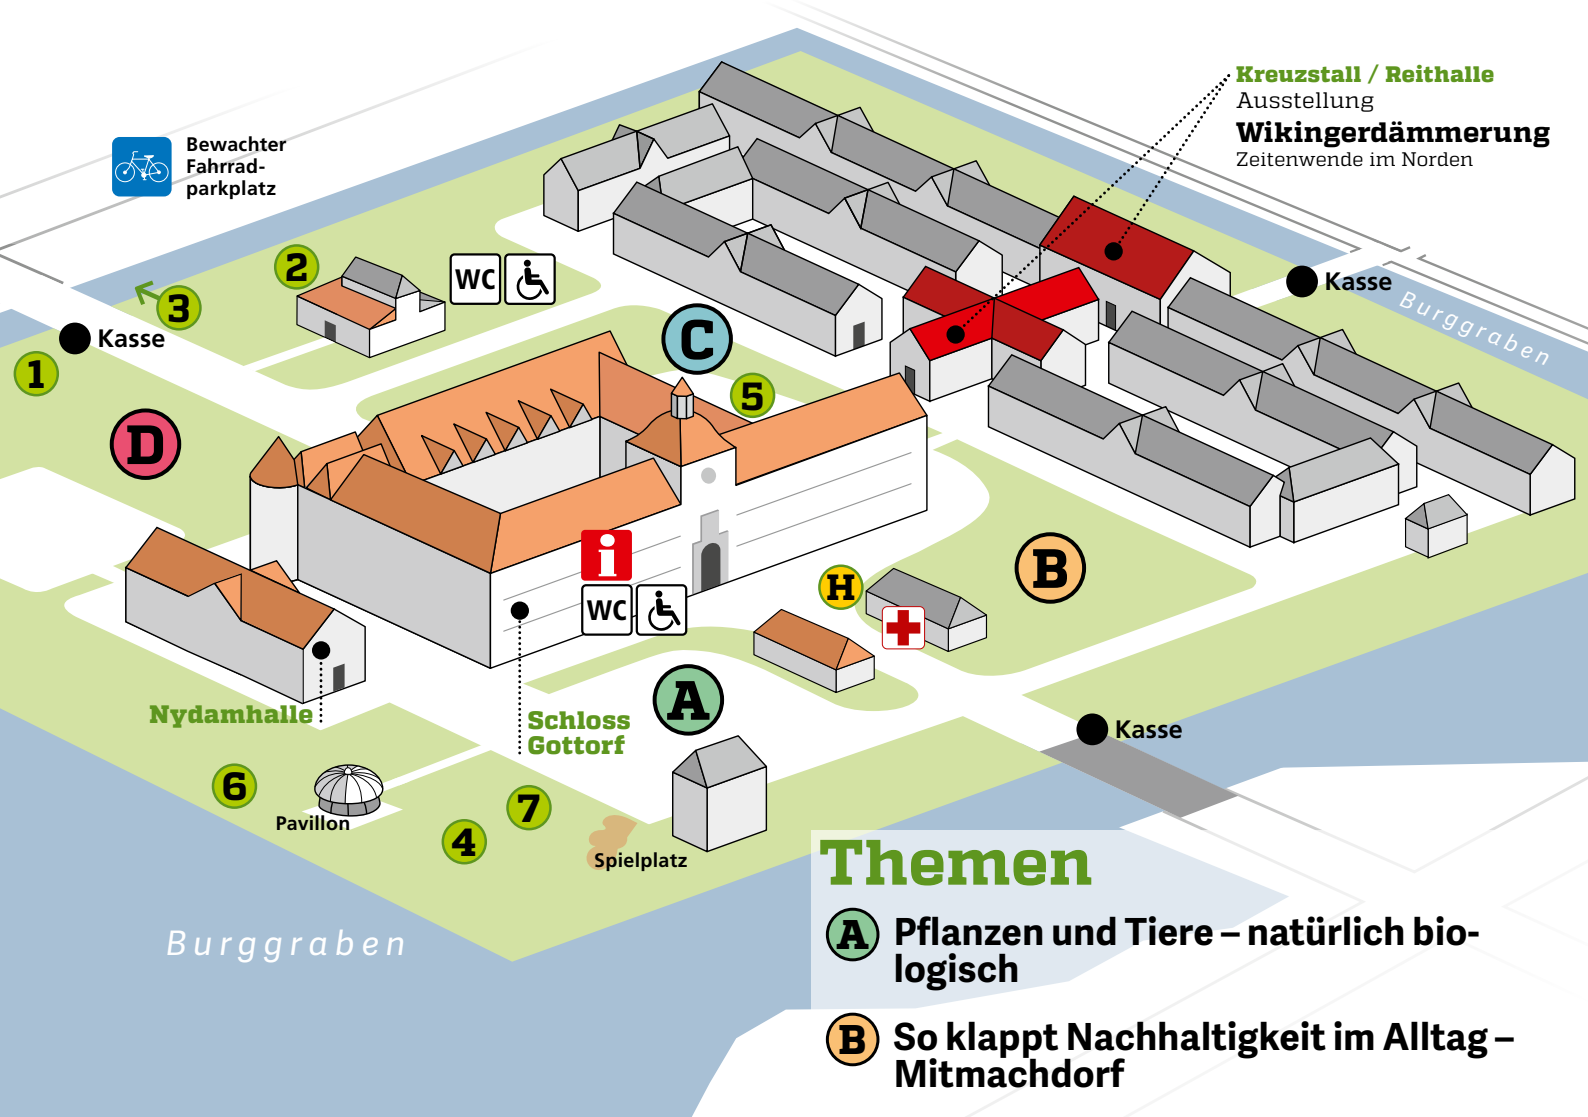 Kreuzstall / Reithalle
Ausstellung
Wikingerdämmerung
Zeitenwende im Norden
Bewachter
Fahrrad-
parkplatz
2
WC
3
Kasse
1
C
5
D
Kasse
Burggraben
i
WC
H
B
A
Nydamhalle
Schloss
Gottorf
Kasse
6
Pavillon
7
4
Spielplatz
Burggraben
Themen
A Pflanzen und Tiere – natürlich bio-
logisch
B So klappt Nachhaltigkeit im Alltag –
Mitmachdorf